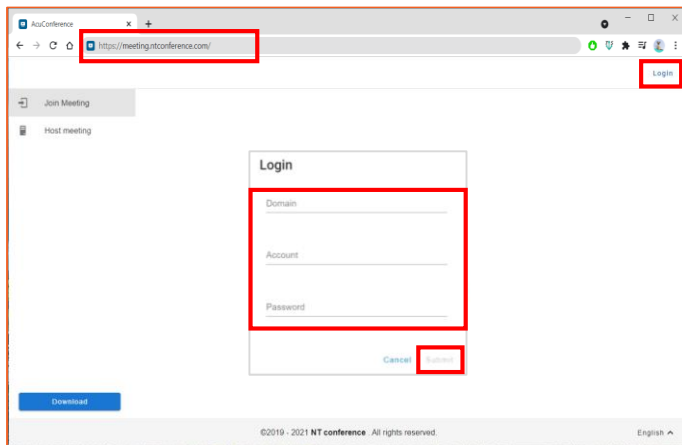 AcuConference
https://meeting.ntconference.com/
Login
Join Meeting
Host meeting
Login
Domain
Account
Password
Cancel Submit
Download
©2019 - 2021 NT conference All rights reserved.
English